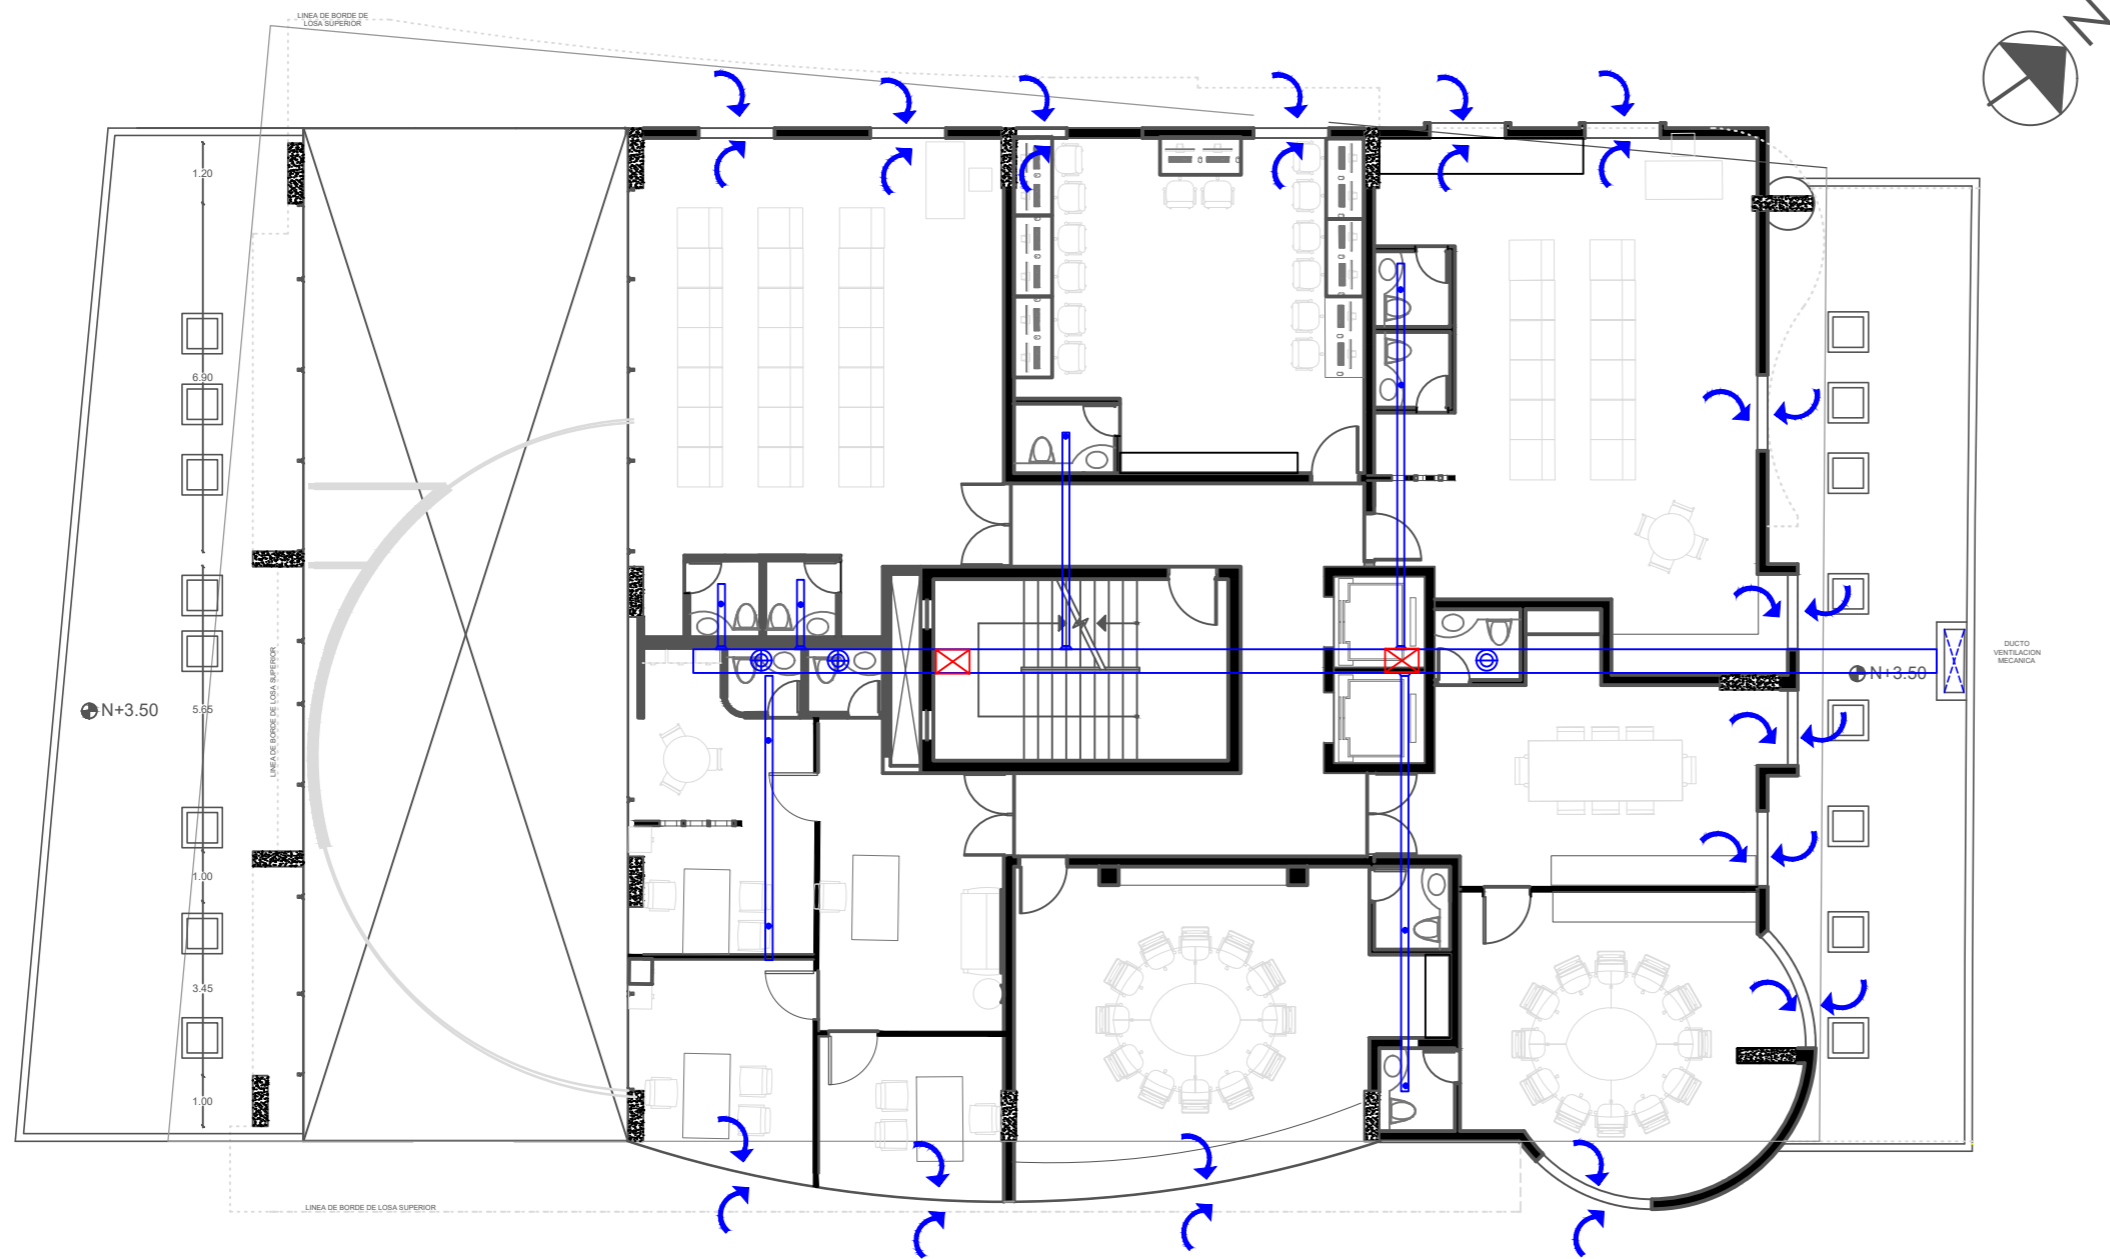 LINEA DE BORDE DE
LOSA SUPERIOR
N
1.20
6.90
5.65
1.00
3.45
1.00
N+3.50
LINEA DE BORDE DE LOSA SUPERIOR
DUCTO
VENTILACION
MECANICA
N+3.50
LINEA DE BORDE DE LOSA SUPERIOR